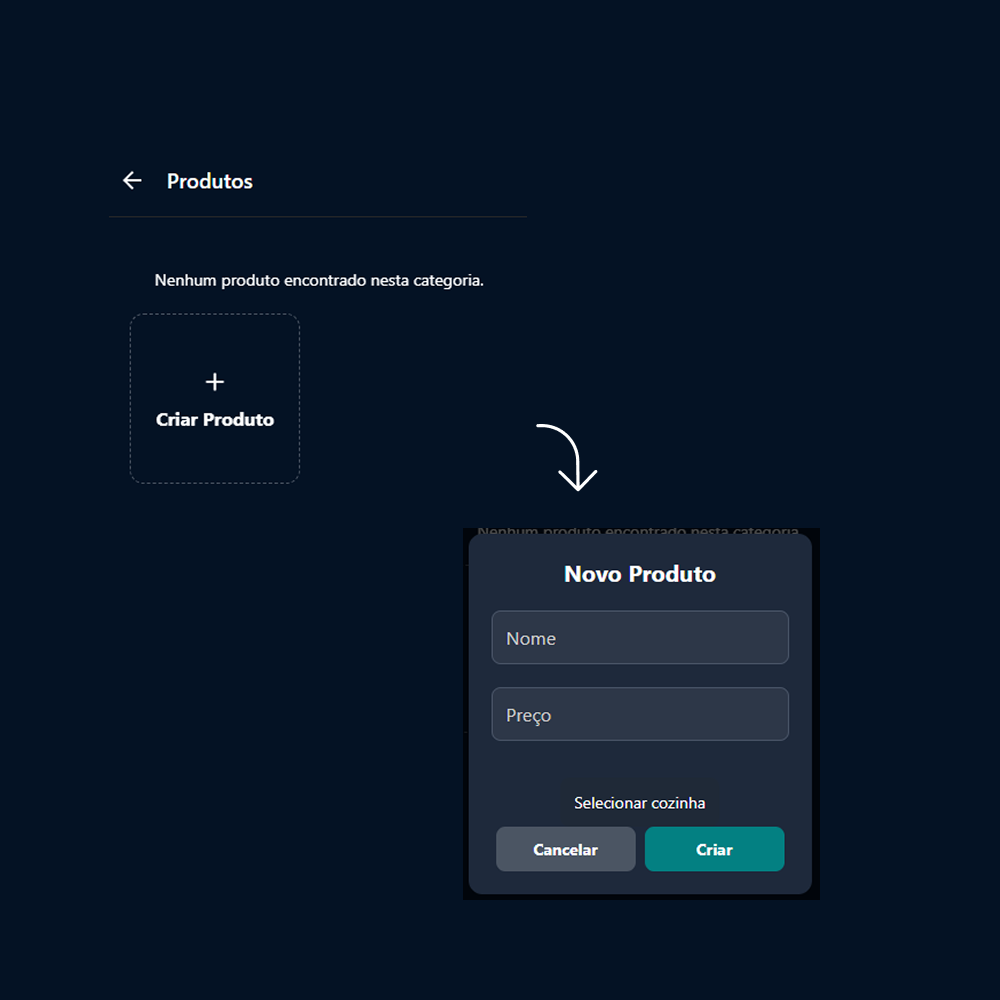 Produtos
Nenhum produto encontrado nesta categoria.
+
Criar Produto
Nenhum produto encontrado nesta categoria.
Novo Produto
Nome
Preço
Selecionar cozinha
Cancelar Criar